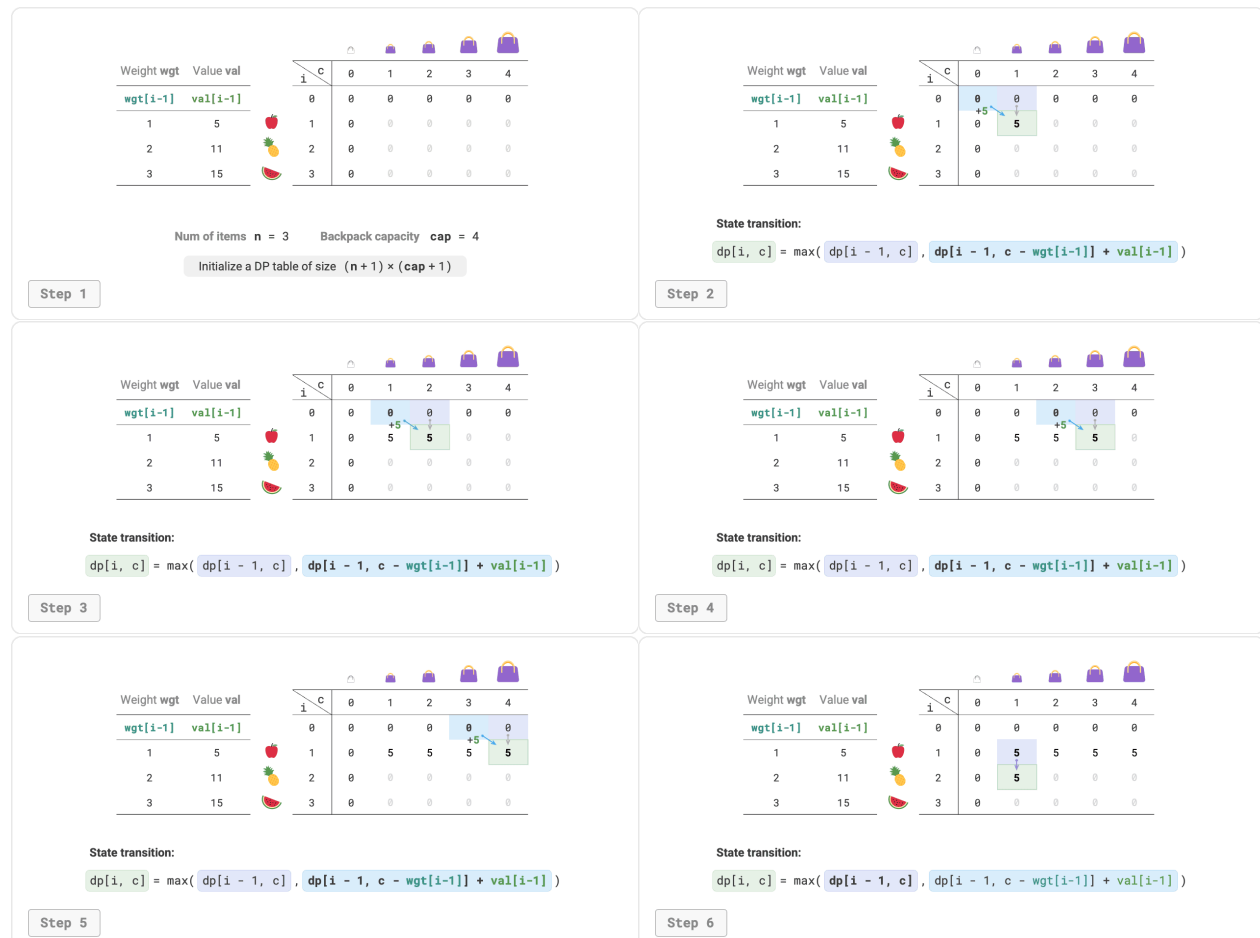 Weight wgt Value val i c 0 1 2 3 4
wgt[i-1] val[i-1] 0 0 0 0 0 0
1 5 1 0 0 0 0 0
2 11 2 0 0 0 0 0
3 15 3 0 0 0 0 0
Num of items n = 3 Backpack capacity cap = 4
Initialize a DP table of size (n + 1) × (cap + 1)
Step 1
Weight wgt Value val i c 0 1 2 3 4
wgt[i-1] val[i-1] 0 0 0 0 0 0
+5
1 5 1 0 5 0 0 0
2 11 2 0 0 0 0 0
3 15 3 0 0 0 0 0
State transition:
dp[i, c] = max( dp[i - 1, c] , dp[i - 1, c - wgt[i-1]] + val[i-1] )
Step 2
Weight wgt Value val i c 0 1 2 3 4
wgt[i-1] val[i-1] 0 0 0 0 0 0
+5
1 5 1 0 5 5 0 0
2 11 2 0 0 0 0 0
3 15 3 0 0 0 0 0
State transition:
dp[i, c] = max( dp[i - 1, c] , dp[i - 1, c - wgt[i-1]] + val[i-1] )
Step 3
Weight wgt Value val i c 0 1 2 3 4
wgt[i-1] val[i-1] 0 0 0 0 0 0
+5
1 5 1 0 5 5 5 0
2 11 2 0 0 0 0 0
3 15 3 0 0 0 0 0
State transition:
dp[i, c] = max( dp[i - 1, c] , dp[i - 1, c - wgt[i-1]] + val[i-1] )
Step 4
Weight wgt Value val i c 0 1 2 3 4
wgt[i-1] val[i-1] 0 0 0 0 0 0
+5
1 5 1 0 5 5 5 5
2 11 2 0 0 0 0 0
3 15 3 0 0 0 0 0
State transition:
dp[i, c] = max( dp[i - 1, c] , dp[i - 1, c - wgt[i-1]] + val[i-1] )
Step 5
Weight wgt Value val i c 0 1 2 3 4
wgt[i-1] val[i-1] 0 0 0 0 0 0
1 5 1 0 5 5 5 5
2 11 2 0 5 0 0 0
3 15 3 0 0 0 0 0
State transition:
dp[i, c] = max( dp[i - 1, c] , dp[i - 1, c - wgt[i-1]] + val[i-1] )
Step 6